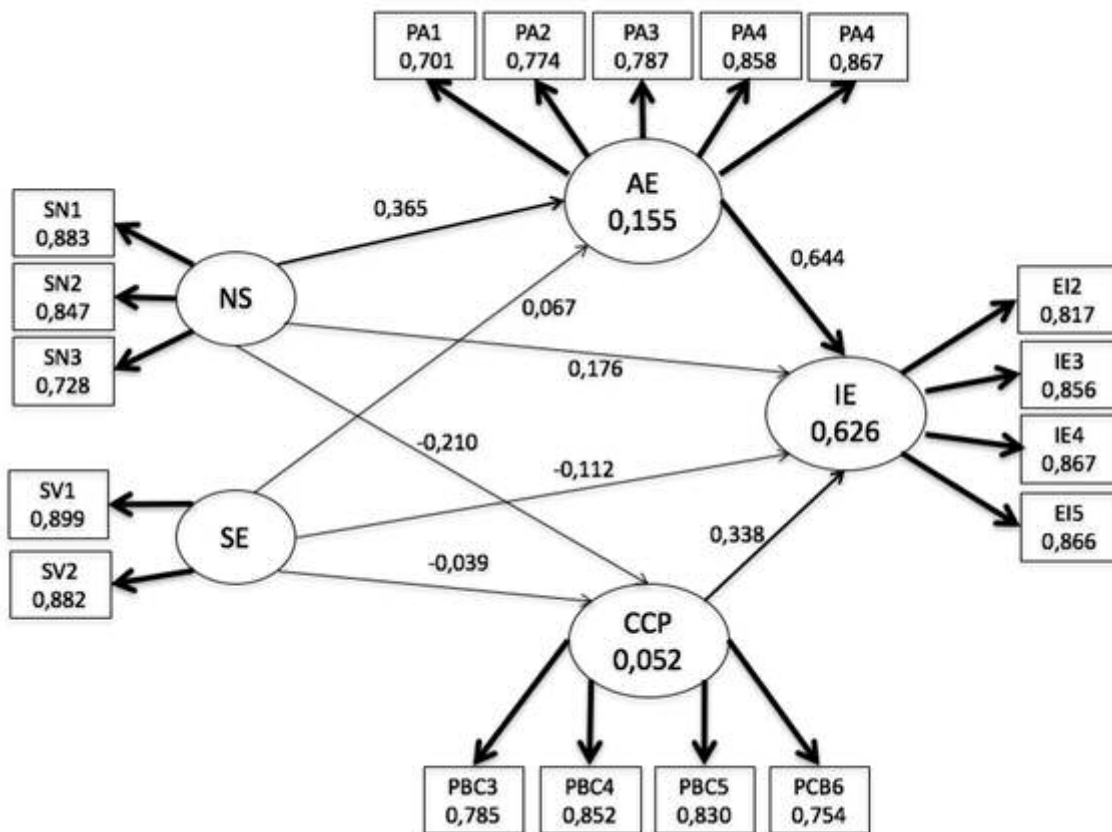 PA1
0,701
PA2
0,774
PA3
0,787
PA4
0,858
PA4
0,867
AE
0,155
SN1
0,883
SN2
0,847
SN3
0,728
NS
0,365
0,067
0,644
0,176
EI2
0,817
IE3
0,856
IE4
0,867
EI5
0,866
IE
0,626
-0,210
-0,112
SV1
0,899
SV2
0,882
SE
-0,039
0,338
CCP
0,052
PBC3
0,785
PBC4
0,852
PBC5
0,830
PCB6
0,754